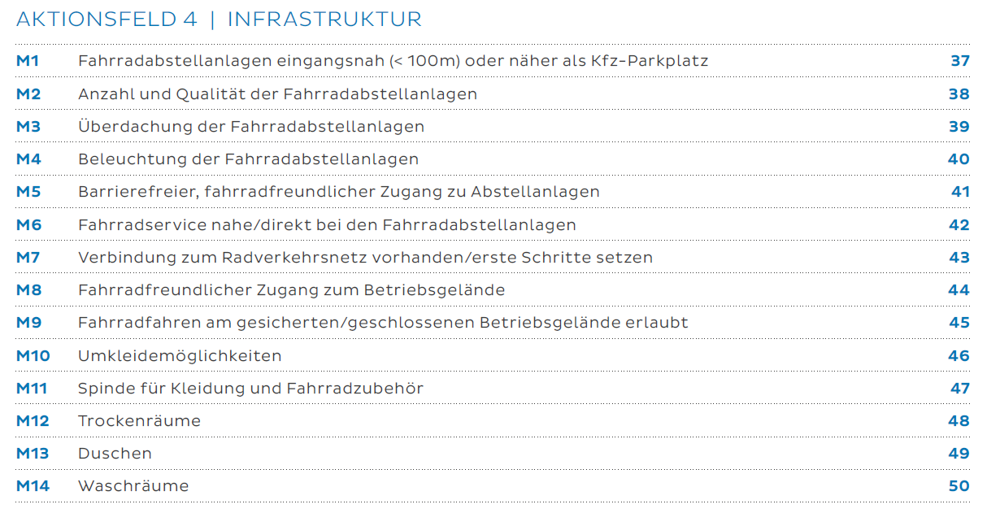 AKTIONSFELD 4 | INFRASTRUKTUR
M1 Fahrradabstellanlagen eingangsnah (< 100m) oder näher als Kfz-Parkplatz 37
M2 Anzahl und Qualität der Fahrradabstellanlagen 38
M3 Überdachung der Fahrradabstellanlagen 39
M4 Beleuchtung der Fahrradabstellanlagen 40
M5 Barrierefreier, fahrradfreundlicher Zugang zu Abstellanlagen 41
M6 Fahrradservice nahe/direkt bei den Fahrradabstellanlagen 42
M7 Verbindung zum Radverkehrsnetz vorhanden/erste Schritte setzen 43
M8 Fahrradfreundlicher Zugang zum Betriebsgelände 44
M9 Fahrradfahren am gesicherten/geschlossenen Betriebsgelände erlaubt 45
M10 Umkleidemöglichkeiten 46
M11 Spinde für Kleidung und Fahrradzubehör 47
M12 Trockenräume 48
M13 Duschen 49
M14 Waschräume 50